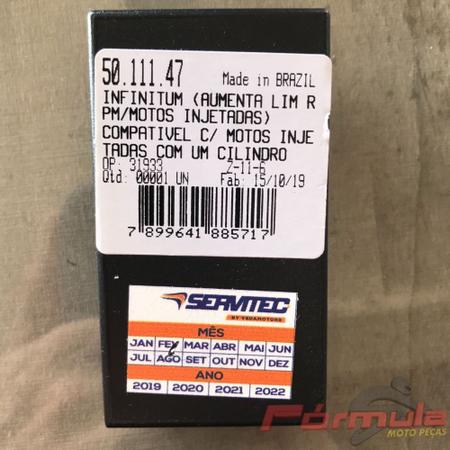 50.111.47 Made in BRAZIL
INFINITUM (AUMENTA LIM R
PM/MOTOS INJETADAS)
COMPATIVEL C/ MOTOS INJE
TADAS COM UM CILINDRO
OP: 31933 Z-11-6
Qtd: 00001 UN Fab: 15/10/19
7 899641 885717
SERVITEC
BY VEDAMOTORS
MÊS
JAN FEV MAR ABR MAI JUN
JUL AGO SET OUT NOV DEZ
ANO
2019 2020 2021 2022
Fórmula
MOTO PEÇAS